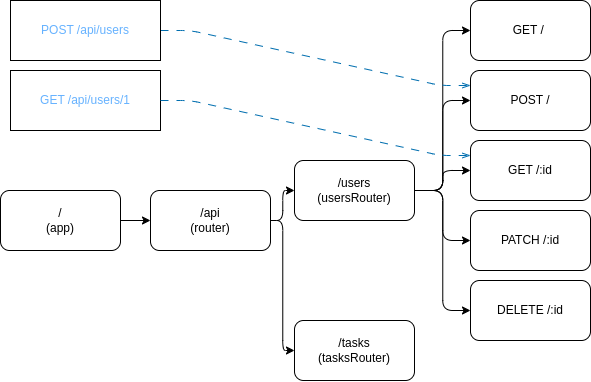 POST /api/users
GET /api/users/1
GET /
POST /
GET /:id
PATCH /:id
DELETE /:id
/
(app)
/api
(router)
/users
(usersRouter)
/tasks
(tasksRouter)